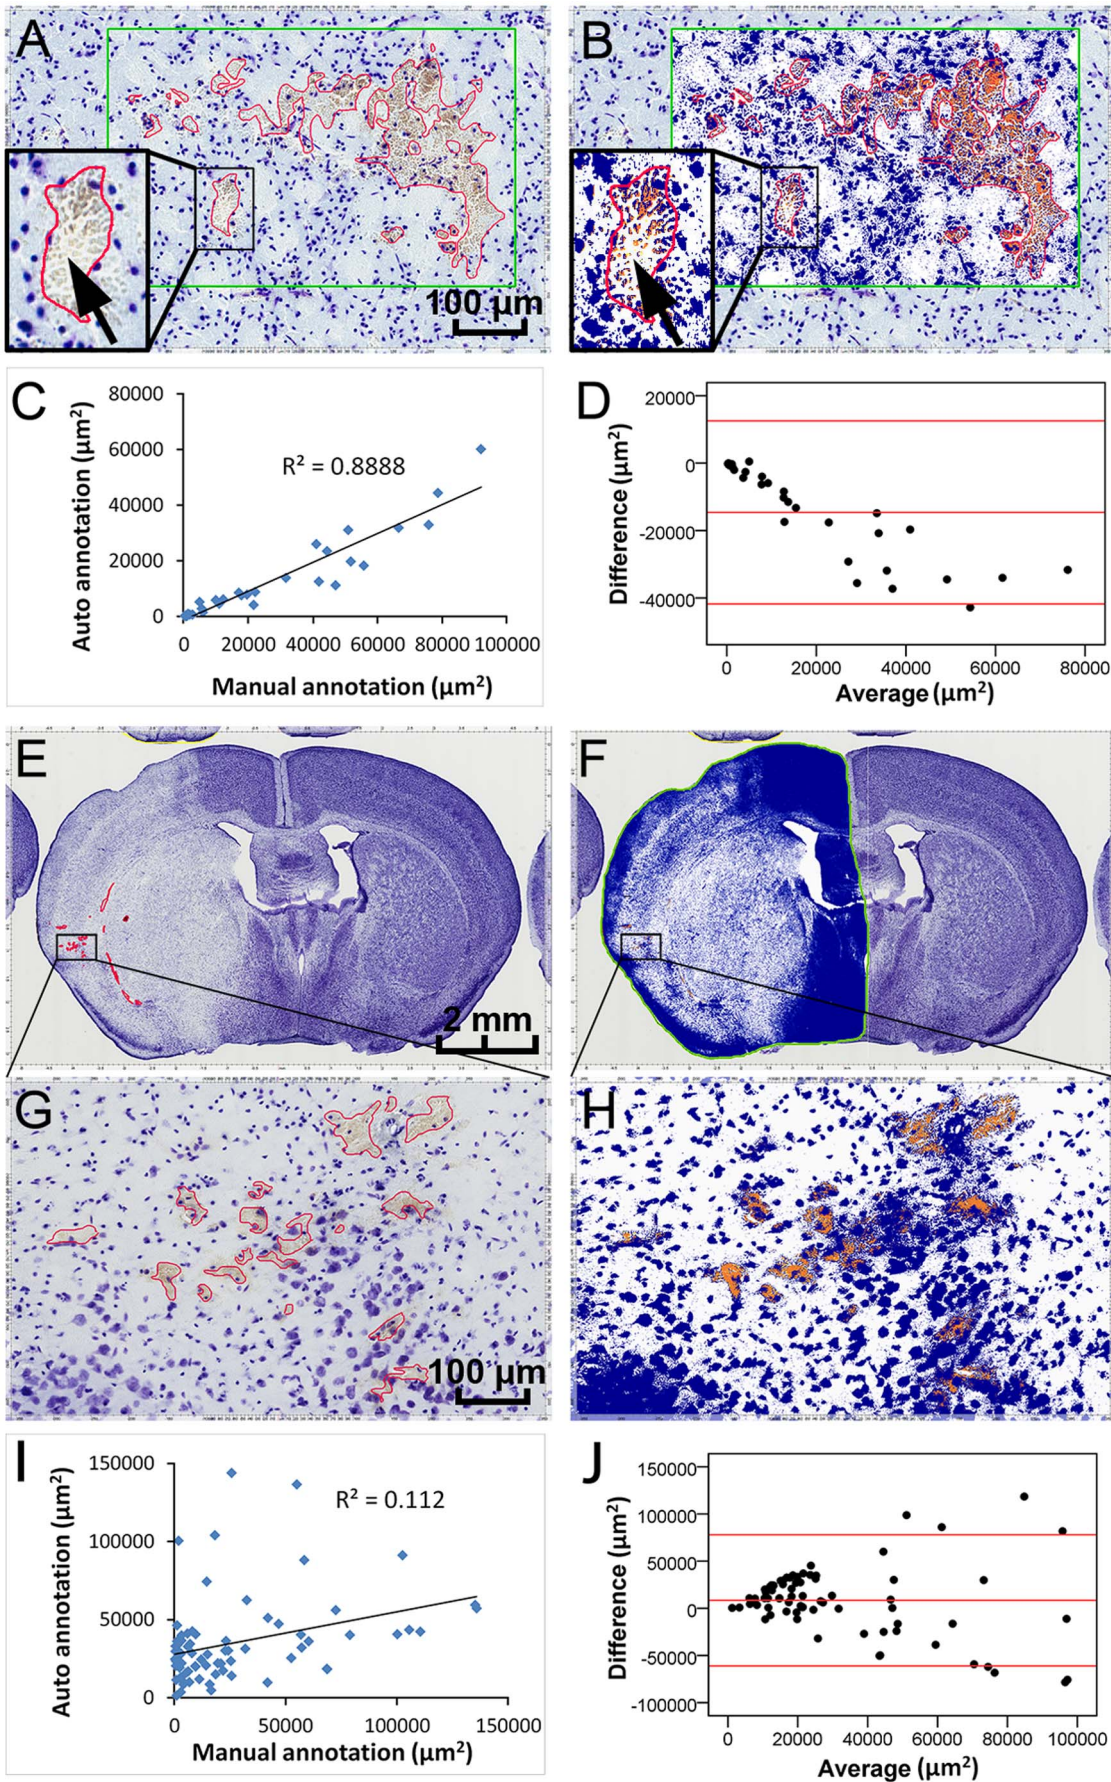 A
B
100 µm
C
80000
60000
40000
20000
0
R² = 0.8888
Auto annotation (µm²)
0 20000 40000 60000 80000 100000
Manual annotation (µm²)
D
20000
0
-20000
-40000
Difference (µm²)
0 20000 40000 60000 80000
Average (µm²)
E
2 mm
F
G
100 µm
H
I
150000
100000
50000
0
R² = 0.112
Auto annotation (µm²)
0 50000 100000 150000
Manual annotation (µm²)
J
150000
100000
50000
0
-50000
-100000
Difference (µm²)
0 20000 40000 60000 80000 100000
Average (µm²)